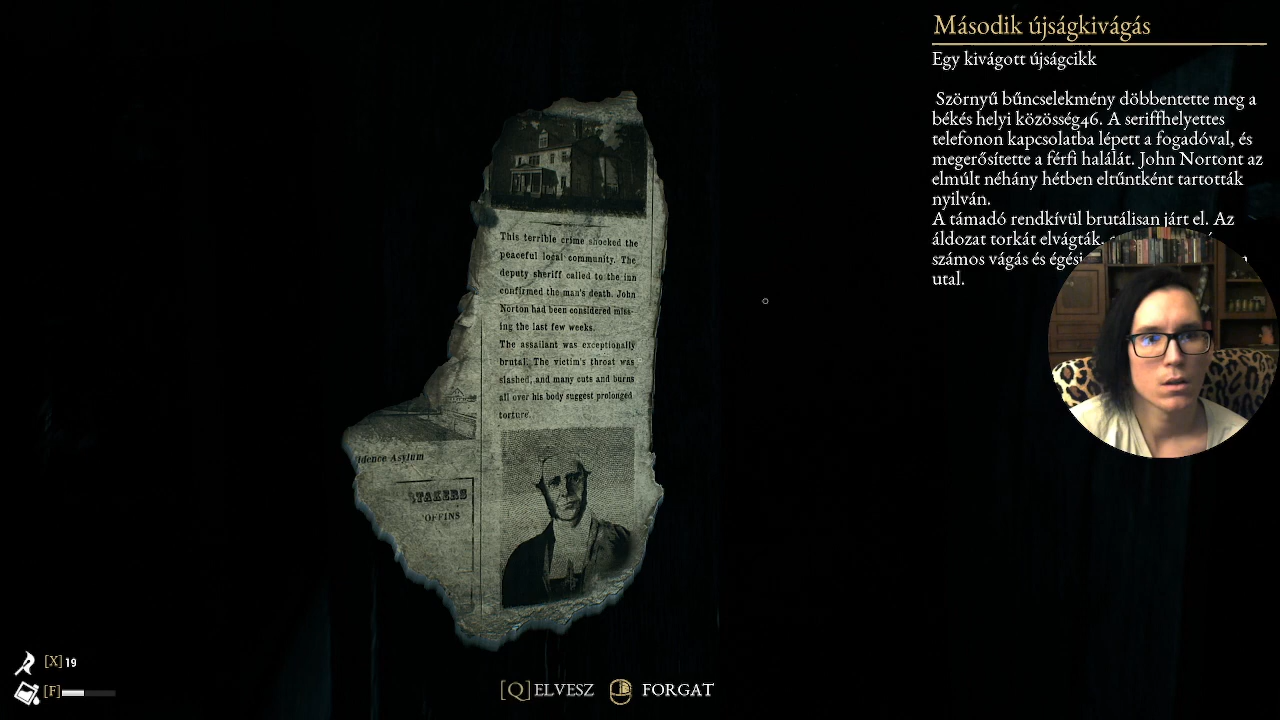 Második újságkivágás
Egy kivágott újságcikk
Szörnyű bűncselekmény döbbentette meg a
békés helyi közösség46. A seriffhelyettes
telefonon kapcsolatba lépett a fogadóval, és
megerősítette a férfi halálát. John Nortont az
elmúlt néhány hétben eltűntként tartották
nyilván.
A támadó rendkívül brutálisan járt el. Az
áldozat torkát elvágták,
számos vágás és égési
utal.
This terrible crime shocked the
peaceful local community. The
deputy sheriff called to the inn
confirmed the man's death. John
Norton had been considered miss-
ing the last few weeks.
The assailant was exceptionally
brutal. The victim's throat was
slashed, and many cuts and burns
all over his body suggest prolonged
torture.
idence Asylum
TAKERS
OFFINS
[X] 19
[F]
[Q] ELVESZ FORGAT